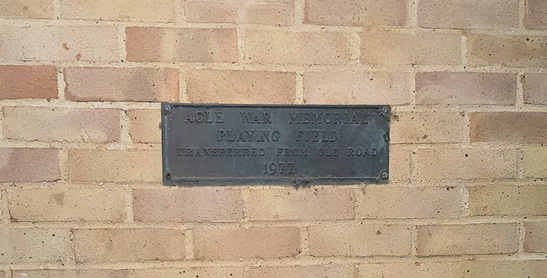 ACLE WAR MEMORIAL
PLAYING FIELD
TRANSFERRED FROM OLD ROAD
1977